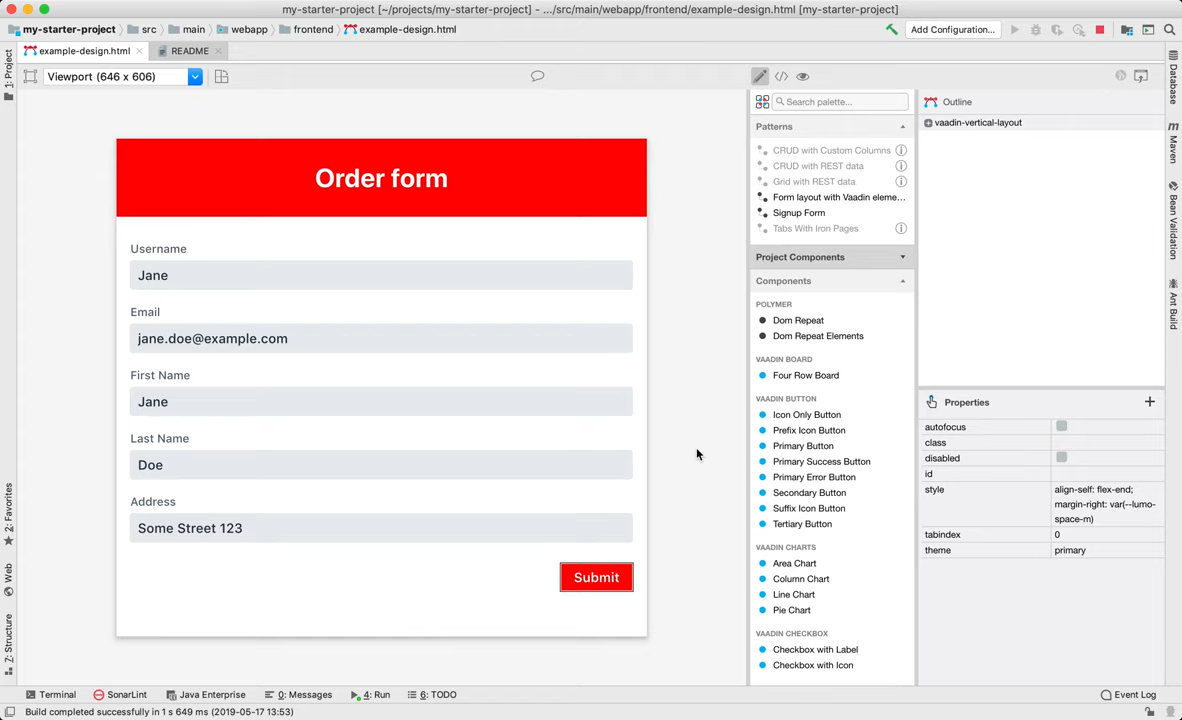 my-starter-project [~/projects/my-starter-project] - .../src/main/webapp/frontend/example-design.html [my-starter-project]
my-starter-project src main webapp frontend example-design.html Add Configuration...
example-design.html README
1: Project
2: Favorites
Web
Z: Structure
Viewport (646 x 606)
Order form
Username
Jane
Email
jane.doe@example.com
First Name
Jane
Last Name
Doe
Address
Some Street 123
Submit
Search palette...
Patterns
CRUD with Custom Columns
CRUD with REST data
Grid with REST data
Form layout with Vaadin eleme...
Signup Form
Tabs With Iron Pages
Project Components
Components
POLYMER
Dom Repeat
Dom Repeat Elements
VAADIN BOARD
Four Row Board
VAADIN BUTTON
Icon Only Button
Prefix Icon Button
Primary Button
Primary Success Button
Primary Error Button
Secondary Button
Suffix Icon Button
Tertiary Button
VAADIN CHARTS
Area Chart
Column Chart
Line Chart
Pie Chart
VAADIN CHECKBOX
Checkbox with Label
Checkbox with Icon
Outline
vaadin-vertical-layout
Properties
autofocus
class
disabled
id
style align-self: flex-end;
margin-right: var(--lumo-
space-m)
tabindex 0
theme primary
Database
m Maven
Bean Validation
Ant Build
Terminal SonarLint Java Enterprise 0: Messages 4: Run 6: TODO Event Log
Build completed successfully in 1 s 649 ms (2019-05-17 13:53)